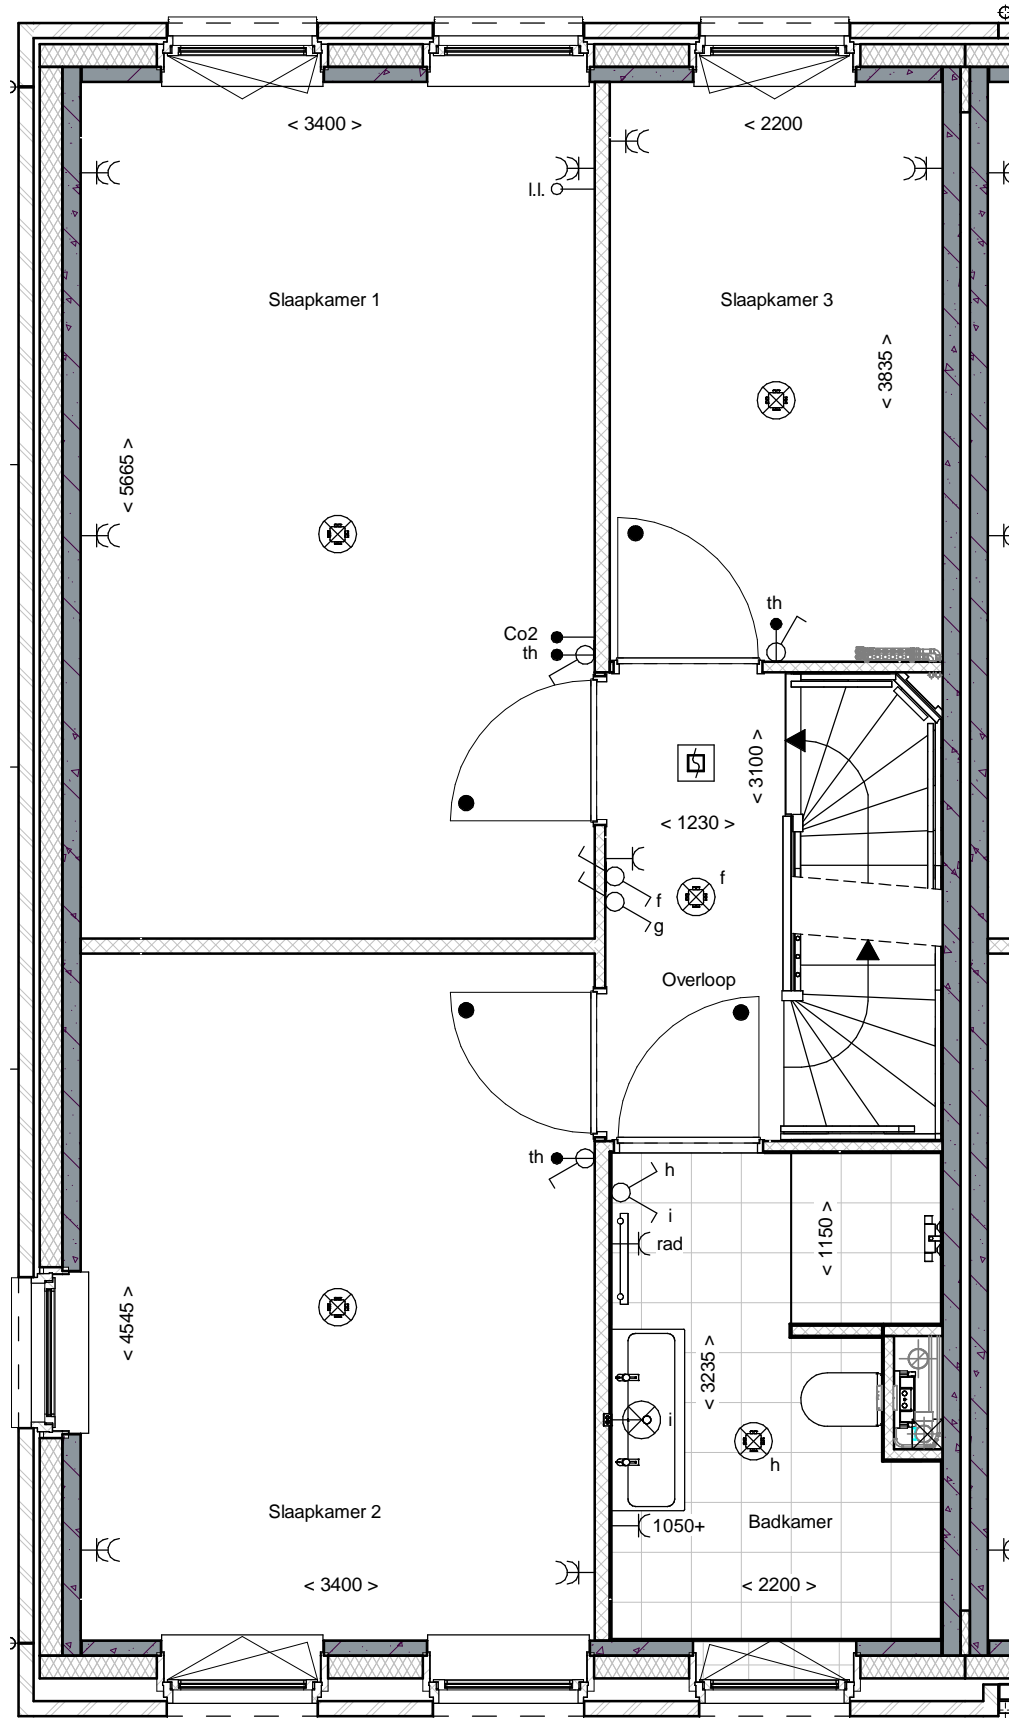 < 3400 >
< 2200
l.l.
Slaapkamer 1
Slaapkamer 3
< 3835 >
< 5665 >
th
Co2
th
< 3100 >
< 1230 >
f
f
g
Overloop
th
h
i
rad
< 1150 >
< 4545 >
< 3235 >
i
h
Slaapkamer 2
1050+
Badkamer
< 3400 >
< 2200 >